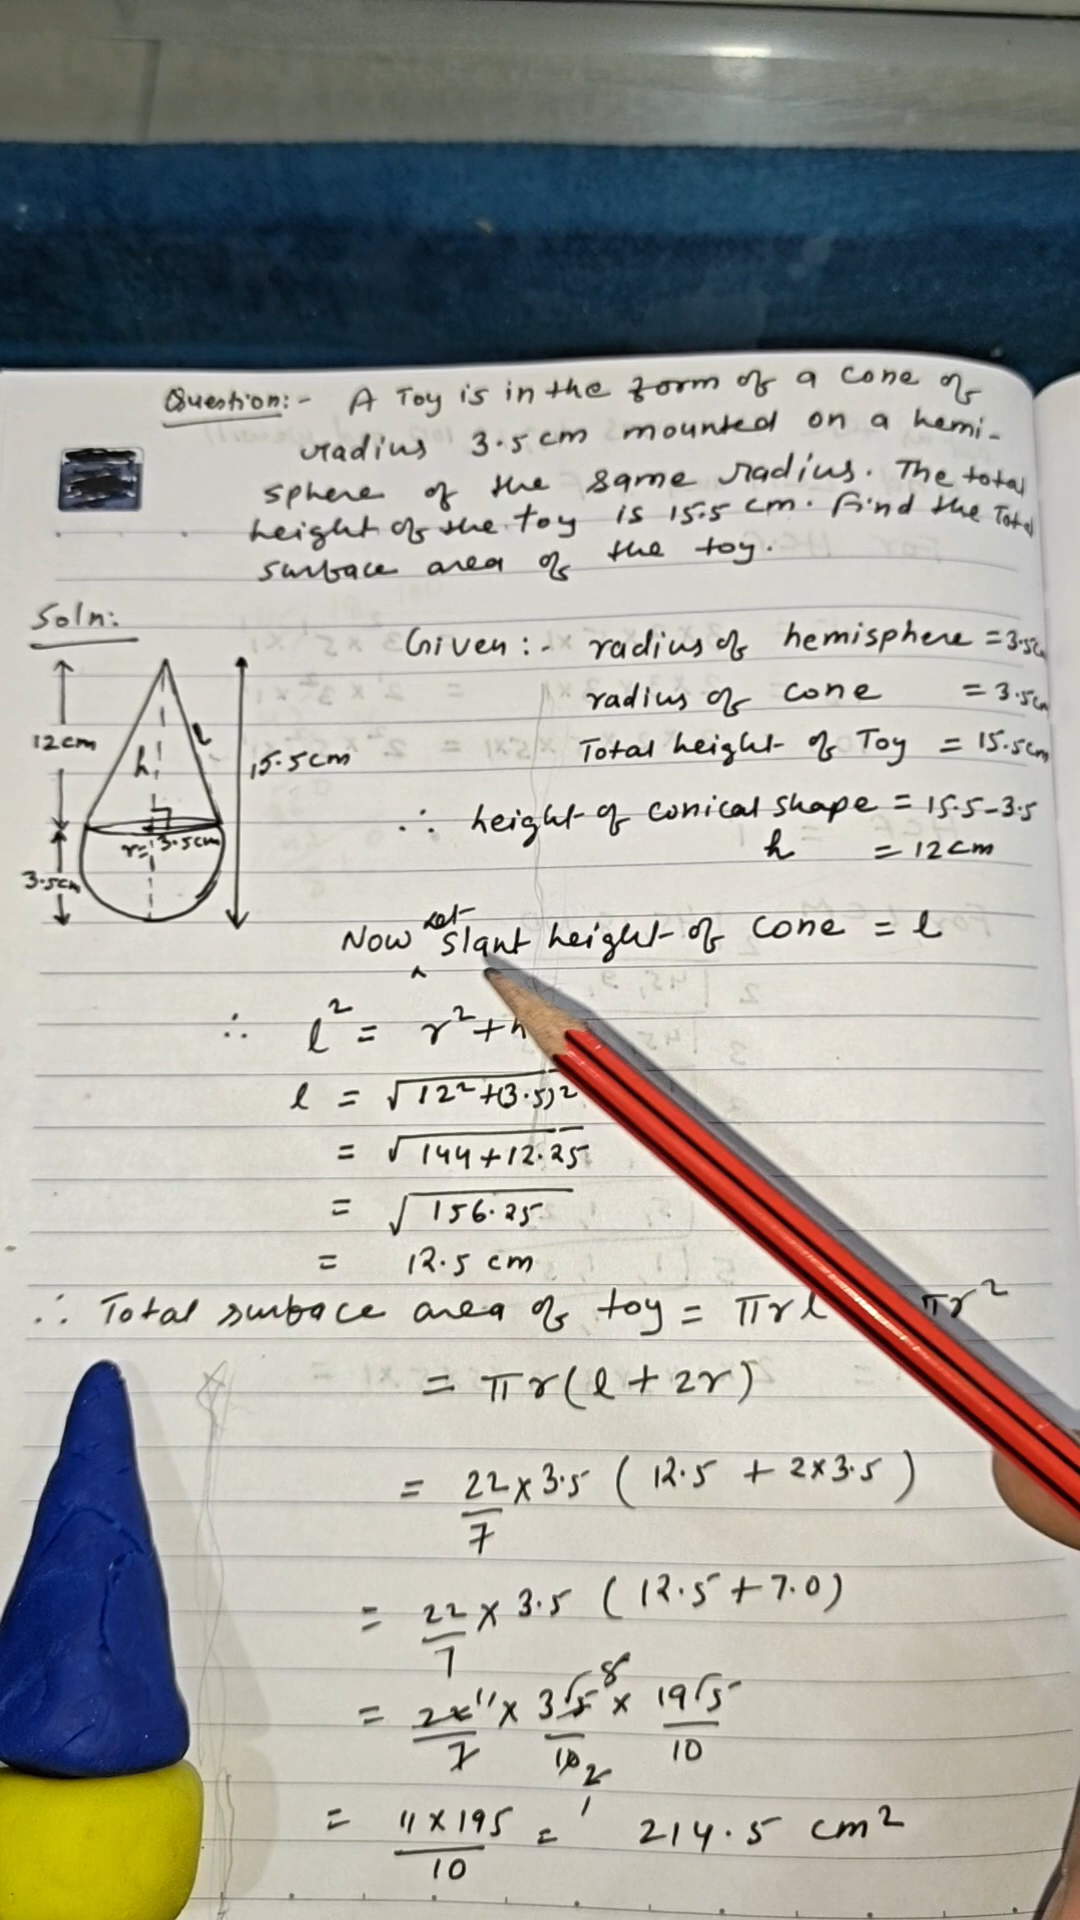 Question:- A Toy is in the form of a cone of
radius 3.5 cm mounted on a hemi-
sphere of the same radius. The total
height of the toy is 15.5 cm. Find the Total
surface area of the toy.
Soln:
Given :- radius of hemisphere = 3.5cm
radius of cone = 3.5cm
Total height of Toy = 15.5cm
∴ height of conical shape = 15.5-3.5
h = 12cm
12cm
h
l
15.5cm
r= 3.5cm
3.5cm
Now let slant height of cone = l
∴ l² = r² + h
l = √12²+(3.5)²
= √144+12.25
= √156.25
= 12.5 cm
∴ Total surface area of toy = πrl πr²
= πr(l + 2r)
= 22/7 × 3.5 ( 12.5 + 2×3.5 )
= 22/7 × 3.5 ( 12.5 + 7.0)
= 22/7 × 35/10 × 195/10
= 11×195/10 = 214.5 cm²